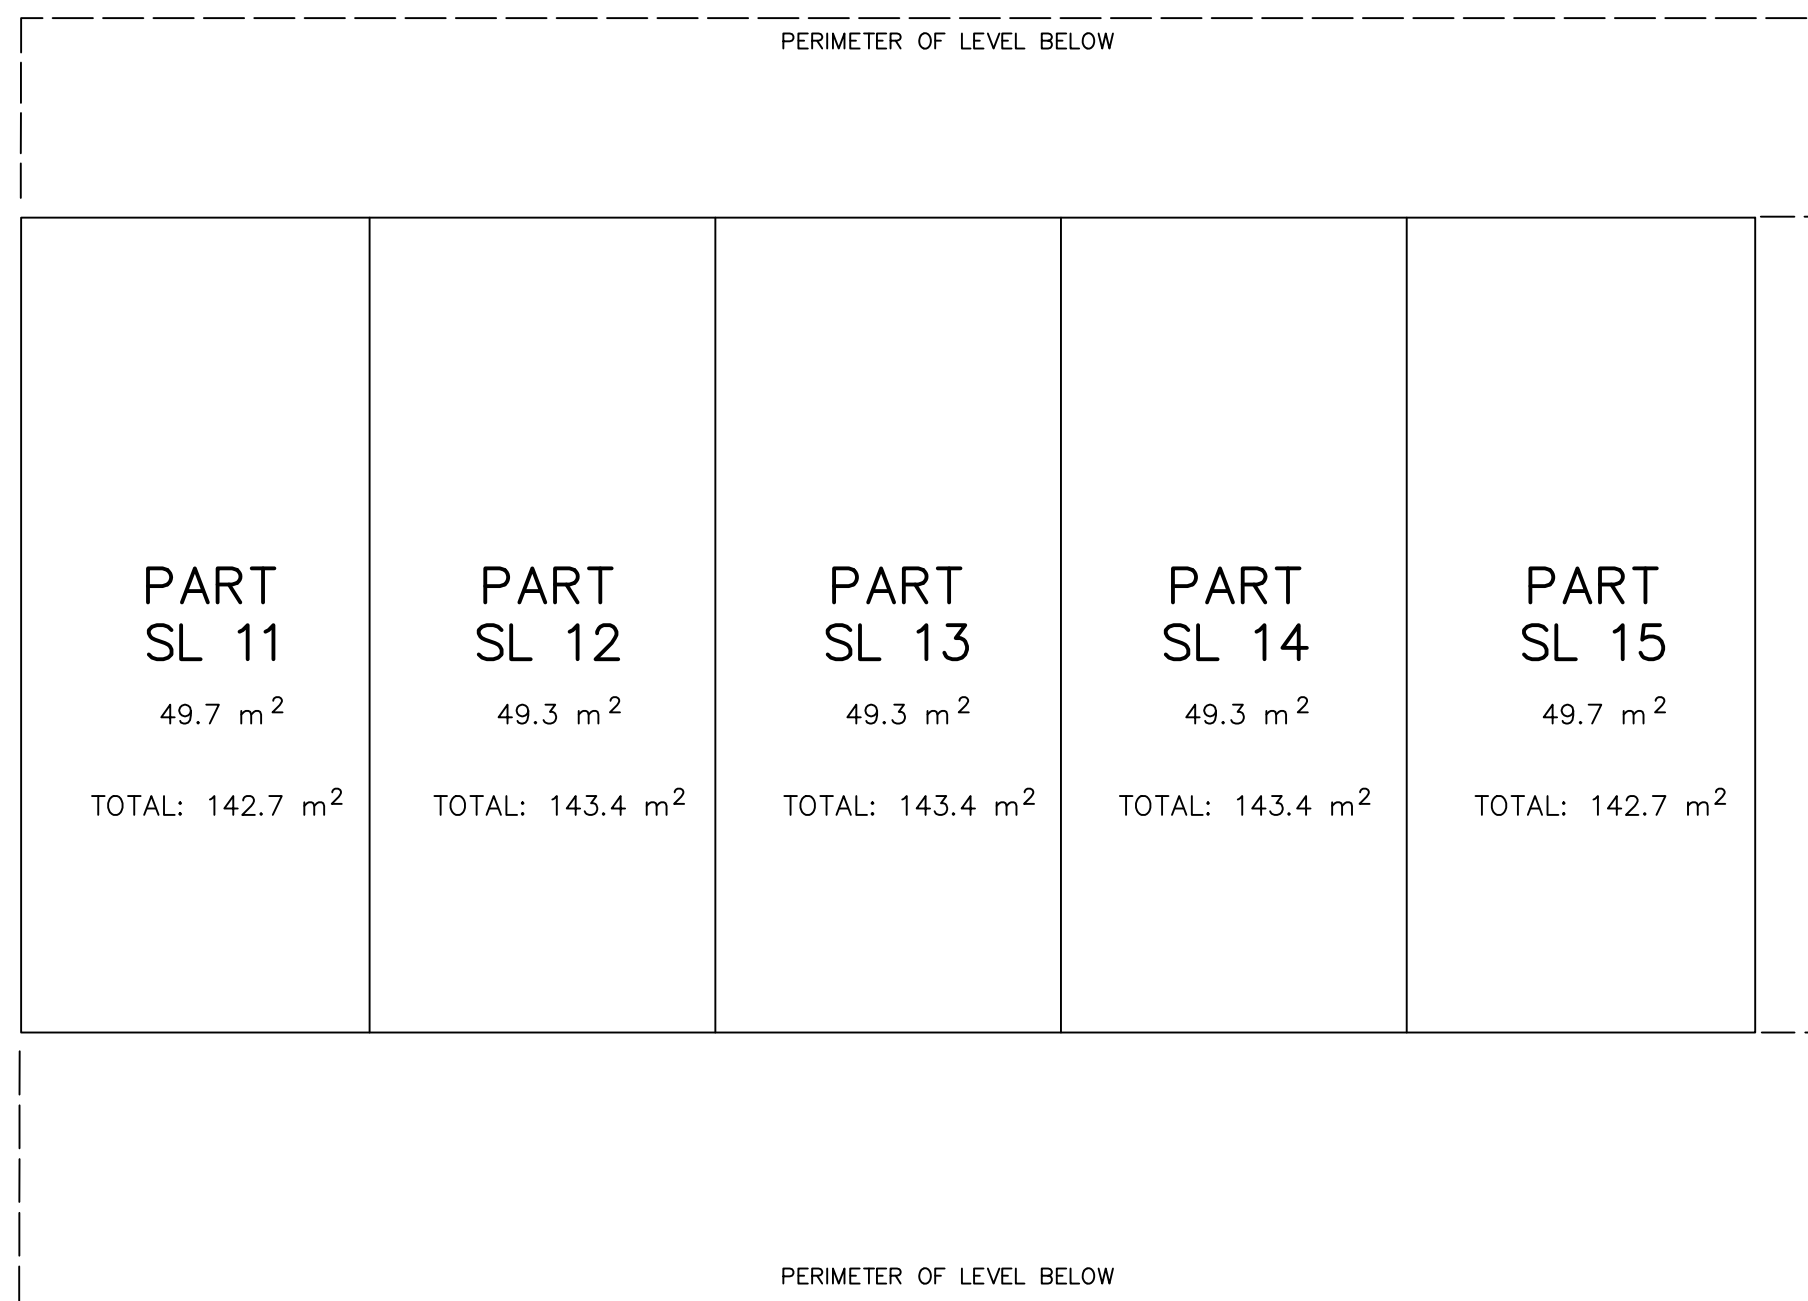 PERIMETER OF LEVEL BELOW
PART
SL 11
49.7 m²
TOTAL: 142.7 m²
PART
SL 12
49.3 m²
TOTAL: 143.4 m²
PART
SL 13
49.3 m²
TOTAL: 143.4 m²
PART
SL 14
49.3 m²
TOTAL: 143.4 m²
PART
SL 15
49.7 m²
TOTAL: 142.7 m²
PERIMETER OF LEVEL BELOW